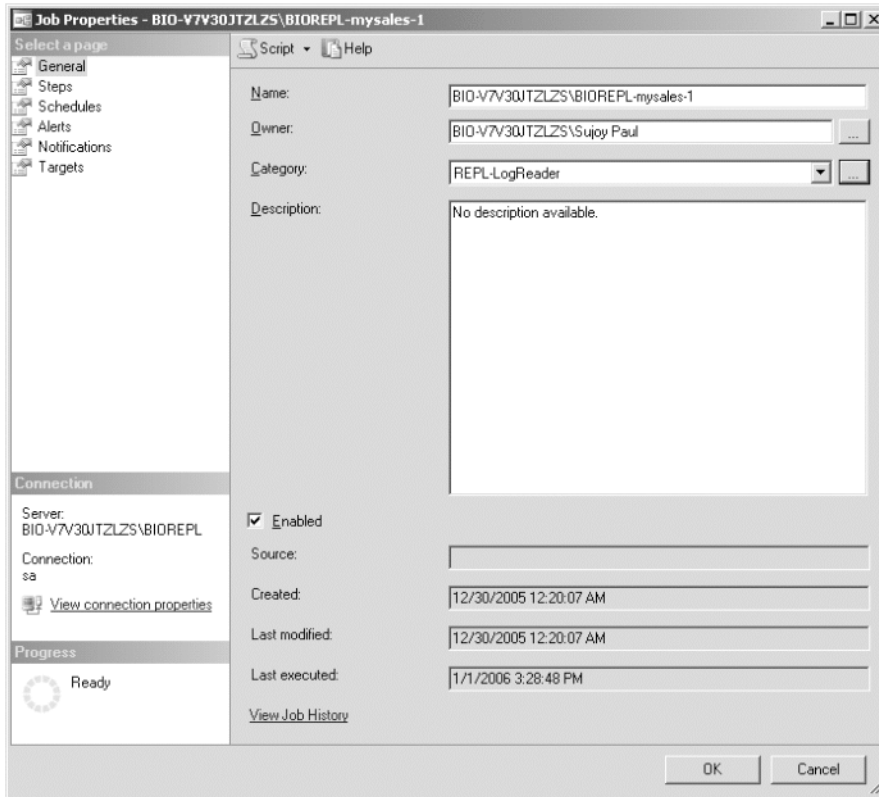 Job Properties - BIO-V7V30JTZLZS\BIOREPL-mysales-1
Select a page
General
Steps
Schedules
Alerts
Notifications
Targets
Script
Help
Name:
BIO-V7V30JTZLZS\BIOREPL-mysales-1
Owner:
BIO-V7V30JTZLZS\Sujoy Paul
...
Category:
REPL-LogReader
...
Description:
No description available.
Connection
Server:
BIO-V7V30JTZLZS\BIOREPL
Connection:
sa
View connection properties
Progress
Ready
Enabled
Source:
Created:
12/30/2005 12:20:07 AM
Last modified:
12/30/2005 12:20:07 AM
Last executed:
1/1/2006 3:28:48 PM
View Job History
OK
Cancel